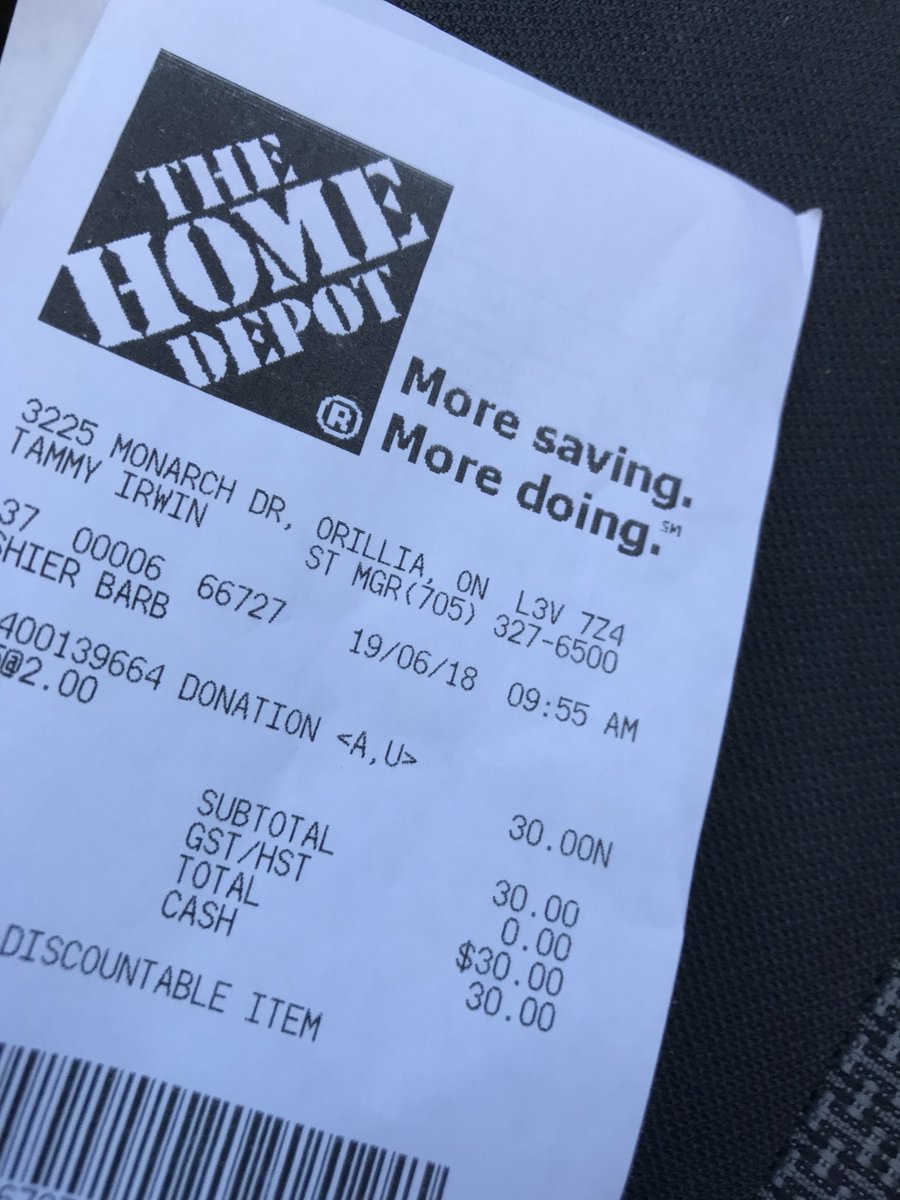 THE
HOME
DEPOT
®
More saving.
More doing.℠
3225 MONARCH DR, ORILLIA, ON L3V 7Z4
TAMMY IRWIN ST MGR(705) 327-6500
37 00006 66727 19/06/18 09:55 AM
SHIER BARB
400139664 DONATION <A,U> 30.00N
@2.00
SUBTOTAL 30.00
GST/HST 0.00
TOTAL $30.00
CASH 30.00
DISCOUNTABLE ITEM